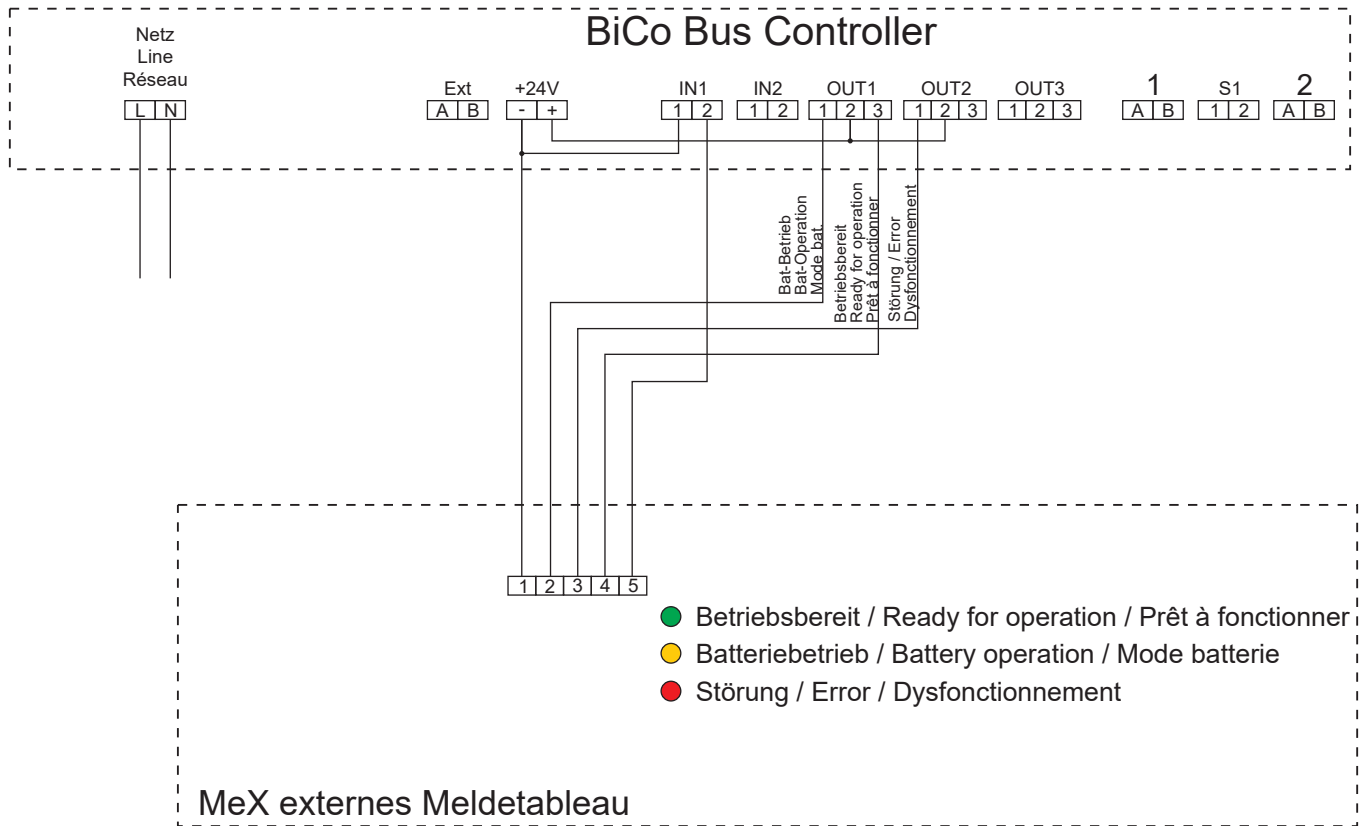 BiCo Bus Controller
Netz
Line
Réseau
L N
Ext
A B
+24V
- +
IN1
1 2
IN2
1 2
OUT1
1 2 3
OUT2
1 2 3
OUT3
1 2 3
1
A B
S1
1 2
2
A B
Bat-Betrieb
Bat-Operation
Mode bat.
Betriebsbereit
Ready for operation
Prêt à fonctionner
Störung / Error
Dysfonctionnement
1 2 3 4 5
Betriebsbereit / Ready for operation / Prêt à fonctionner
Batteriebetrieb / Battery operation / Mode batterie
Störung / Error / Dysfonctionnement
MeX externes Meldetableau